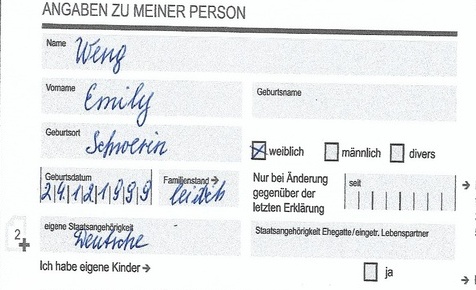 ANGABEN ZU MEINER PERSON
Name Weng
Vorname Emily
Geburtsname
Geburtsort Schwerin
weiblich männlich divers
Geburtsdatum Familienstand → Nur bei Änderung seit
24121999 ledig gegenüber der
letzten Erklärung
2 eigene Staatsangehörigkeit Staatsangehörigkeit Ehegatte/eingetr. Lebenspartner
Deutsche
Ich habe eigene Kinder → ja